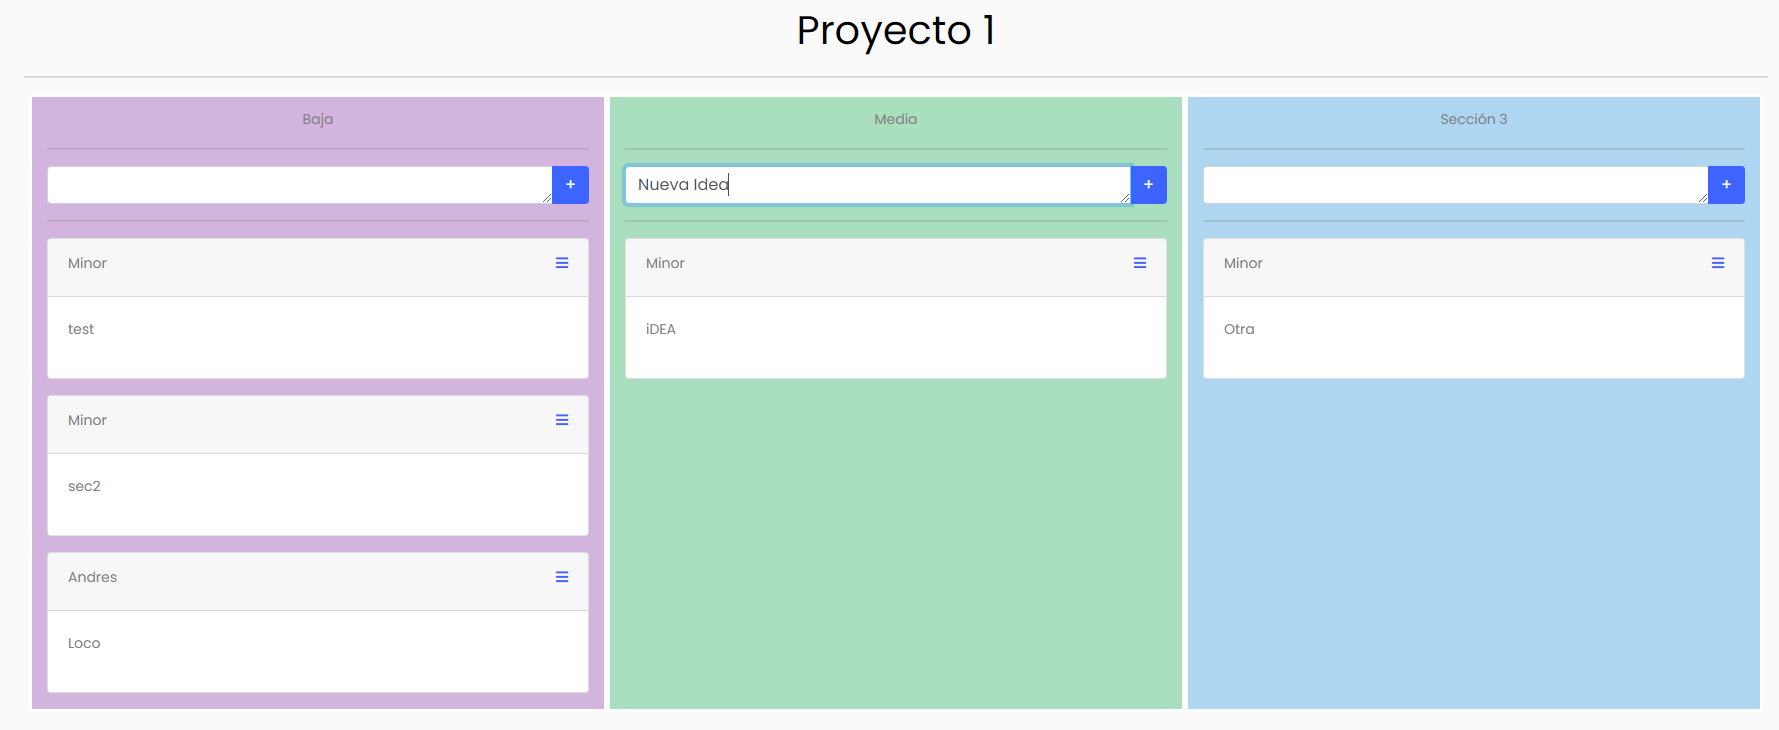 Proyecto 1
Baja
+
Minor
test
Minor
sec2
Andres
Loco
Media
Nueva Idea
+
Minor
iDEA
Sección 3
+
Minor
Otra